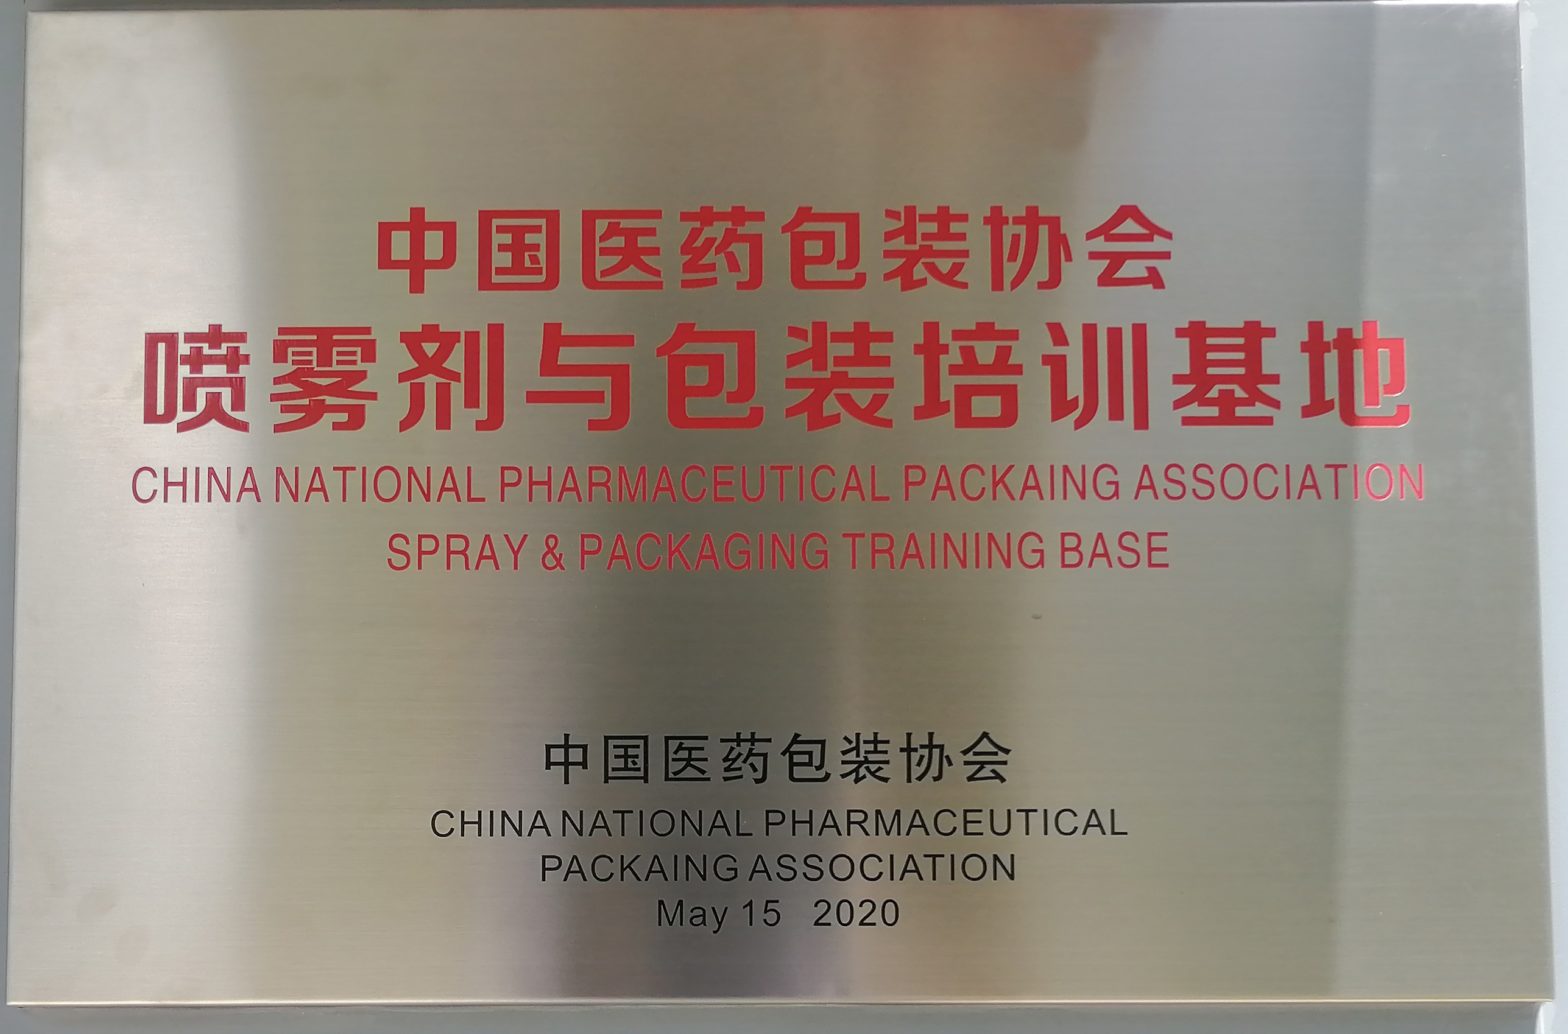 中国医药包装协会
喷雾剂与包装培训基地
CHINA NATIONAL PHARMACEUTICAL PACKAING ASSOCIATION
SPRAY & PACKAGING TRAINING BASE
中国医药包装协会
CHINA NATIONAL PHARMACEUTICAL
PACKAING ASSOCIATION
May 15 2020